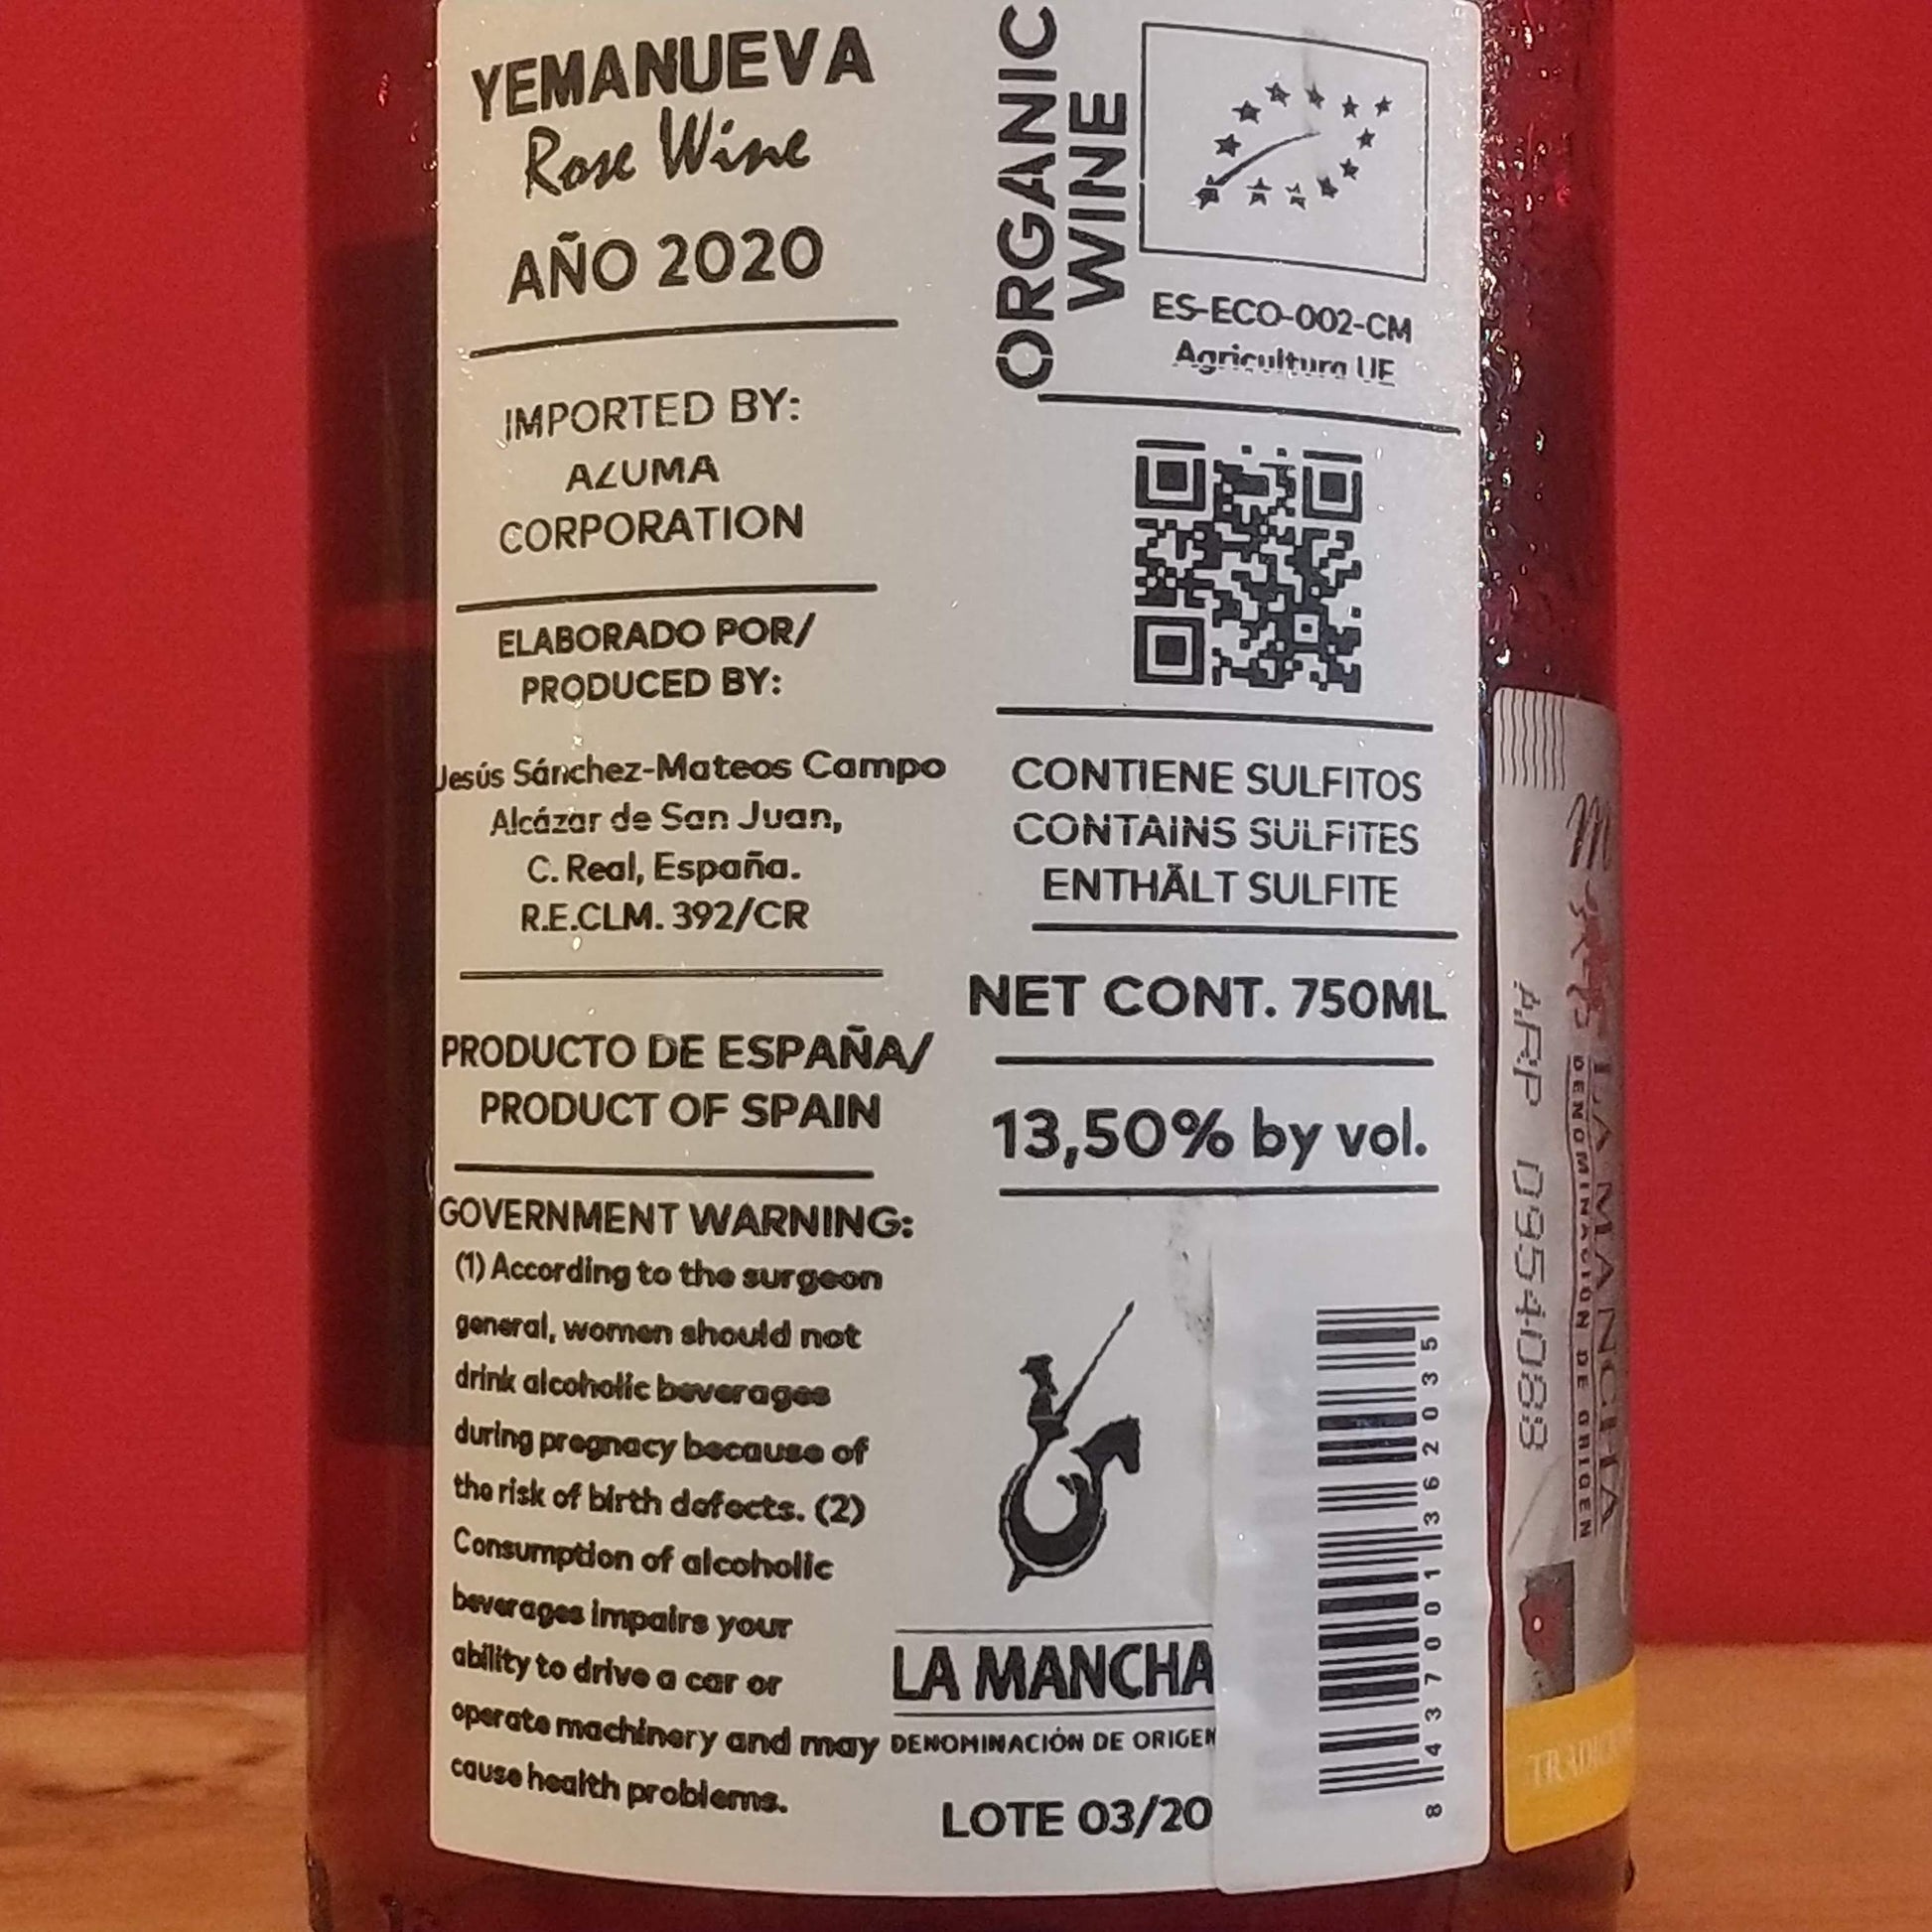 YEMANUEVA
Rose Wine
AÑO 2020
IMPORTED BY:
AZUMA
CORPORATION
ELABORADO POR/
PRODUCED BY:
Jesús Sánchez-Mateos Campo
Alcázar de San Juan,
C. Real, España.
R.E.CLM. 392/CR
PRODUCTO DE ESPAÑA/
PRODUCT OF SPAIN
GOVERNMENT WARNING:
(1) According to the surgeon
general, women should not
drink alcoholic beverages
during pregnacy because of
the risk of birth defects. (2)
Consumption of alcoholic
beverages impairs your
ability to drive a car or
operate machinery and may
cause health problems.
ORGANIC
WINE
ES-ECO-002-CM
Agricultura UE
CONTIENE SULFITOS
CONTAINS SULFITES
ENTHÄLT SULFITE
NET CONT. 750ML
13,50% by vol.
LA MANCHA
DENOMINACIÓN DE ORIGEN
LOTE 03/20
8437001362035
LA MANCHA
DENOMINACIÓN DE ORIGEN
ARP 0954088